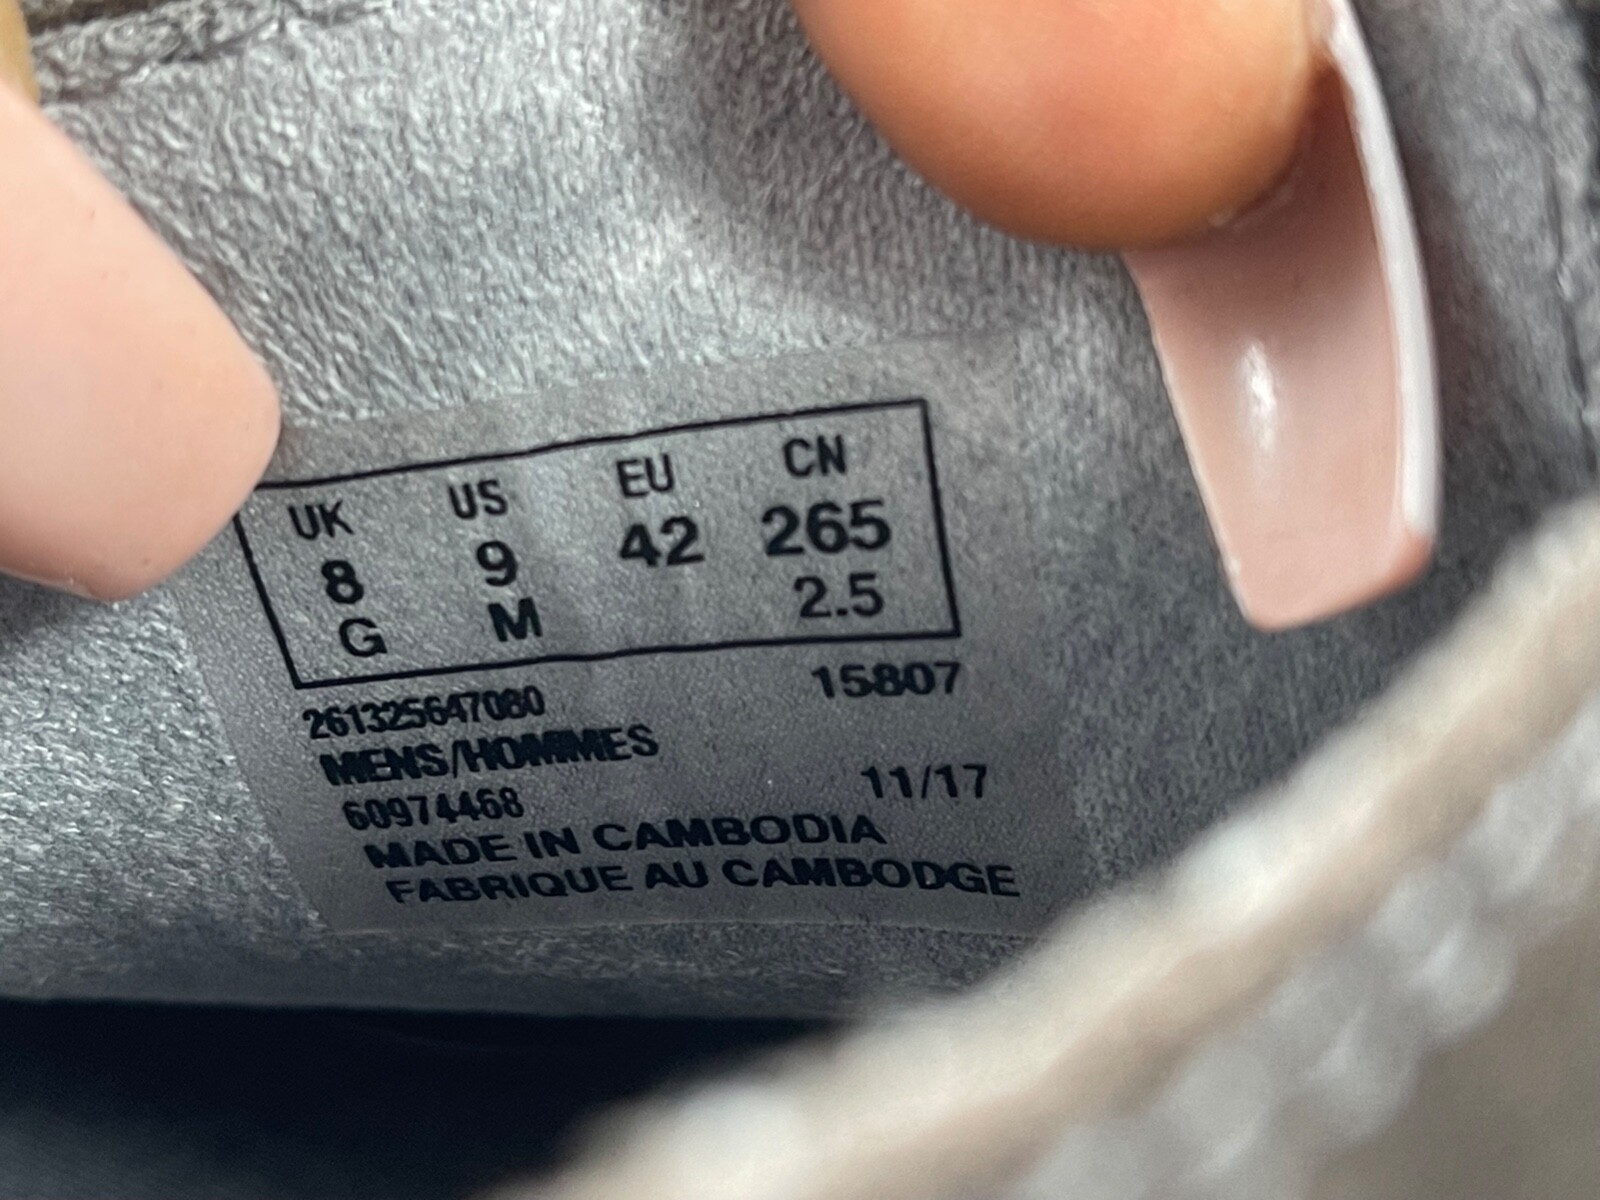 UK US EU CN
8 9 42 265
G M 2.5
261325647080 15807
MENS/HOMMES
60974468 11/17
MADE IN CAMBODIA
FABRIQUE AU CAMBODGE